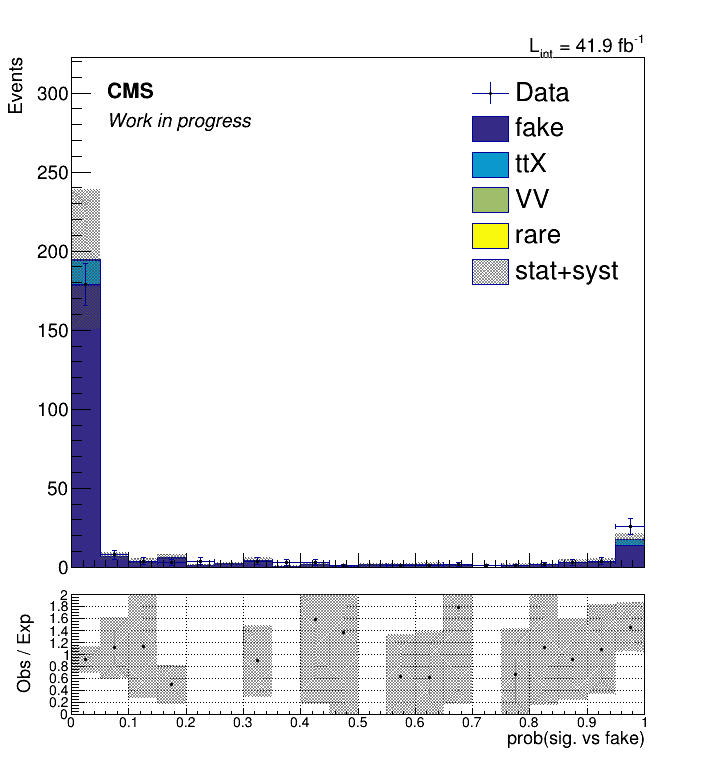 L_int = 41.9 fb^-1
Events
CMS
Work in progress
Data
fake
ttX
VV
rare
stat+syst
300
250
200
150
100
50
0
Obs / Exp
2
1.8
1.6
1.4
1.2
1
0.8
0.6
0.4
0.2
0
0 0.1 0.2 0.3 0.4 0.5 0.6 0.7 0.8 0.9 1
prob(sig. vs fake)